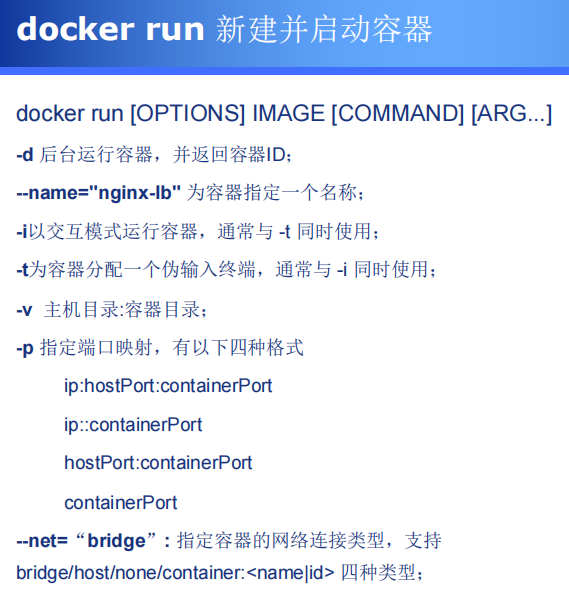 docker run 新建并启动容器
docker run [OPTIONS] IMAGE [COMMAND] [ARG...]
-d 后台运行容器，并返回容器ID；
--name="nginx-lb" 为容器指定一个名称；
-i以交互模式运行容器，通常与 -t 同时使用；
-t为容器分配一个伪输入终端，通常与 -i 同时使用；
-v 主机目录:容器目录；
-p 指定端口映射，有以下四种格式
ip:hostPort:containerPort
ip::containerPort
hostPort:containerPort
containerPort
--net=“bridge”: 指定容器的网络连接类型，支持
bridge/host/none/container:<name|id> 四种类型；